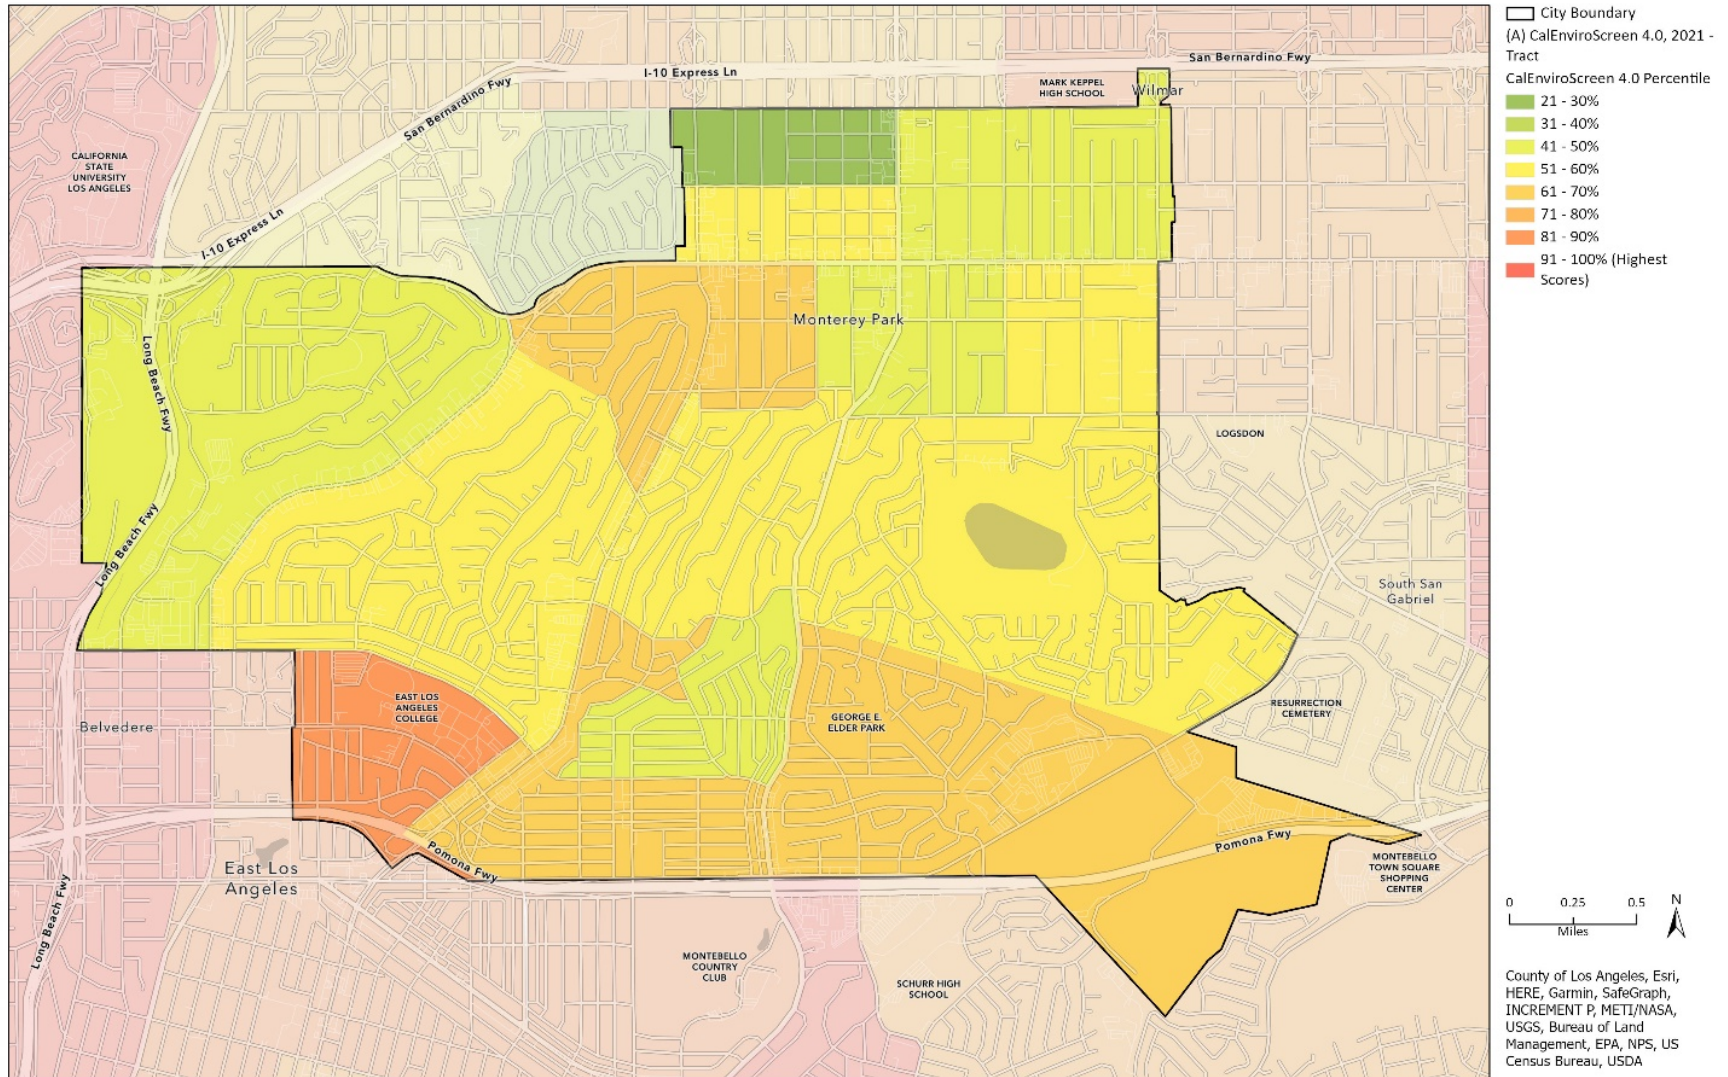 San Bernardino Fwy
I-10 Express Ln
MARK KEPPEL
HIGH SCHOOL
Wilmar
San Bernardino Fwy
CALIFORNIA
STATE
UNIVERSITY
LOS ANGELES
I-10 Express Ln
Monterey Park
Long Beach Fwy
LOGSDON
Long Beach Fwy
South San
Gabriel
EAST LOS
ANGELES
COLLEGE
Belvedere
GEORGE E.
ELDER PARK
RESURRECTION
CEMETERY
Pomona Fwy
Pomona Fwy
East Los
Angeles
MONTEBELLO
TOWN SQUARE
SHOPPING
CENTER
Long Beach Fwy
MONTEBELLO
COUNTRY
CLUB
SCHURR HIGH
SCHOOL
City Boundary
(A) CalEnviroScreen 4.0, 2021 -
Tract
CalEnviroScreen 4.0 Percentile
21 - 30%
31 - 40%
41 - 50%
51 - 60%
61 - 70%
71 - 80%
81 - 90%
91 - 100% (Highest
Scores)
0 0.25 0.5
Miles
N
County of Los Angeles, Esri,
HERE, Garmin, SafeGraph,
INCREMENT P, METI/NASA,
USGS, Bureau of Land
Management, EPA, NPS, US
Census Bureau, USDA